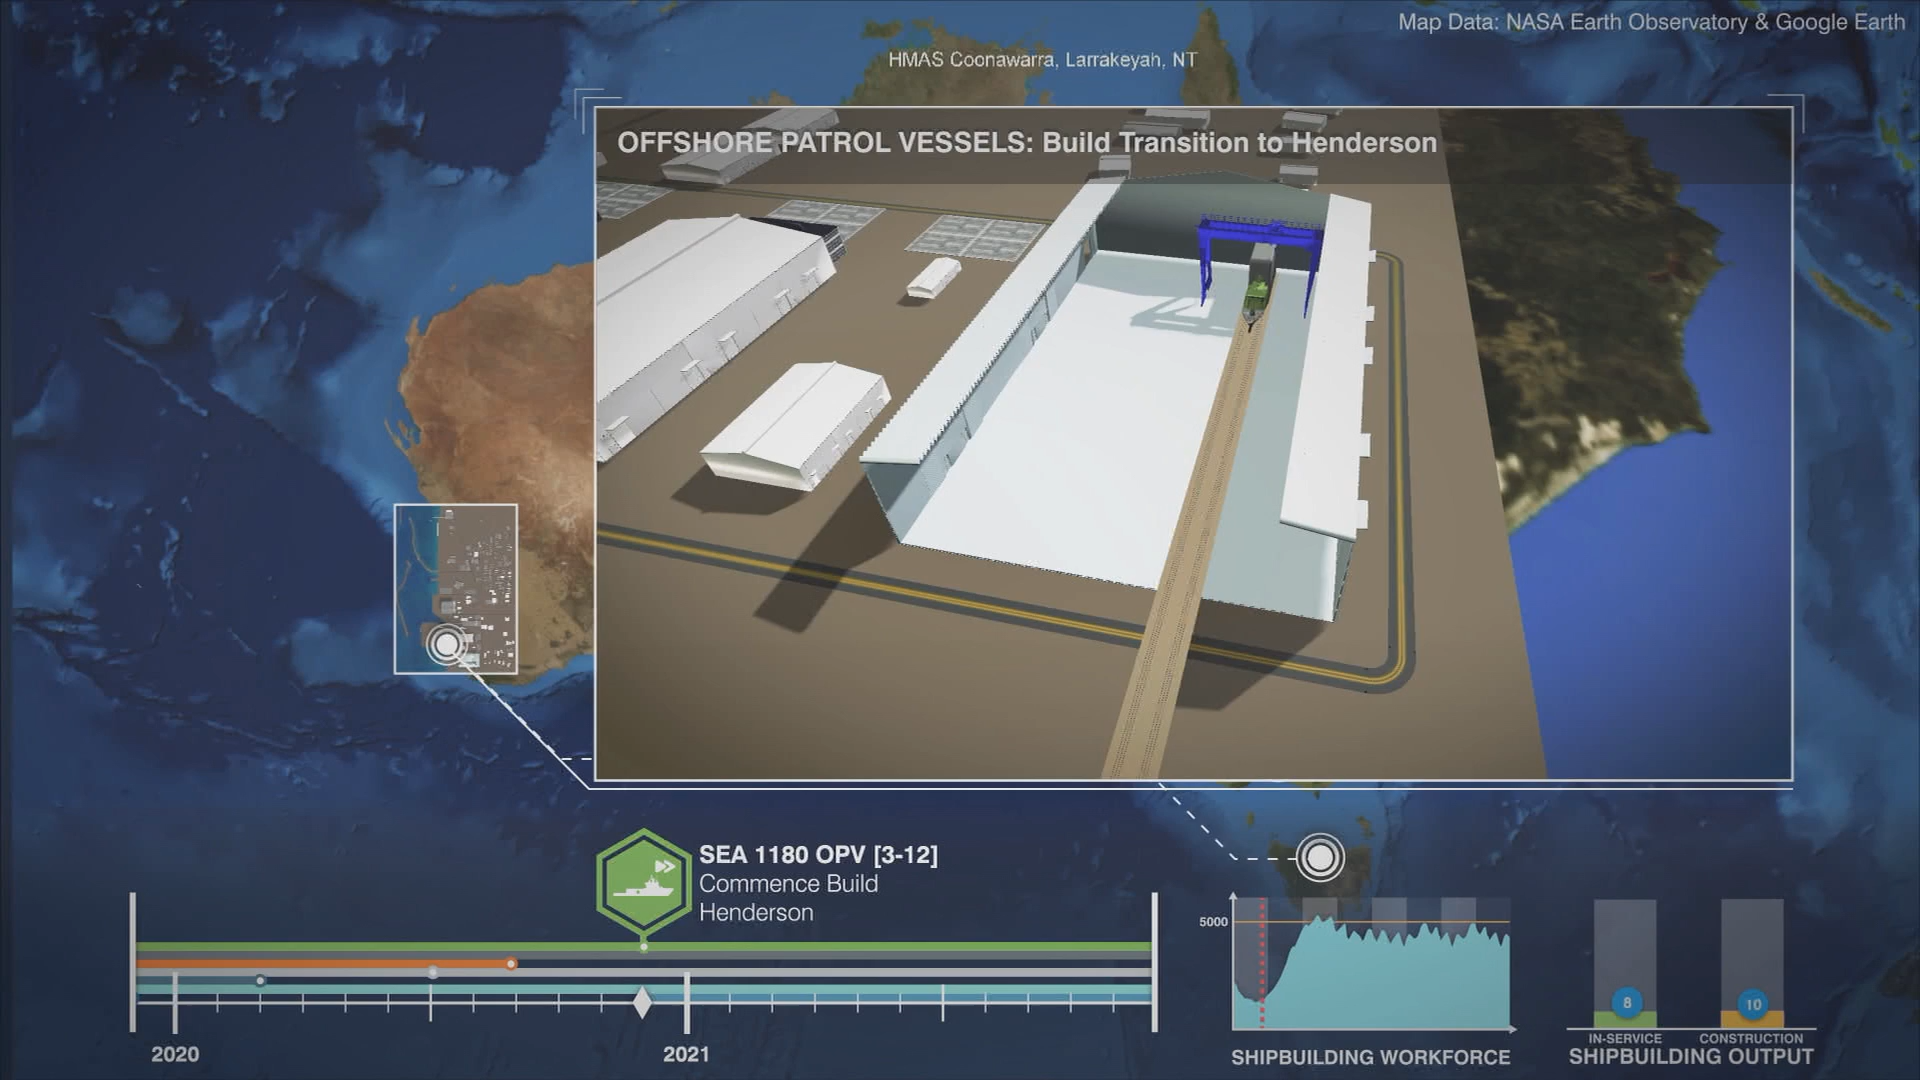 Map Data: NASA Earth Observatory & Google Earth
HMAS Coonawarra, Larrakeyah, NT
OFFSHORE PATROL VESSELS: Build Transition to Henderson
SEA 1180 OPV [3-12]
Commence Build
Henderson
2020
2021
5000
SHIPBUILDING WORKFORCE
8
10
IN-SERVICE
CONSTRUCTION
SHIPBUILDING OUTPUT